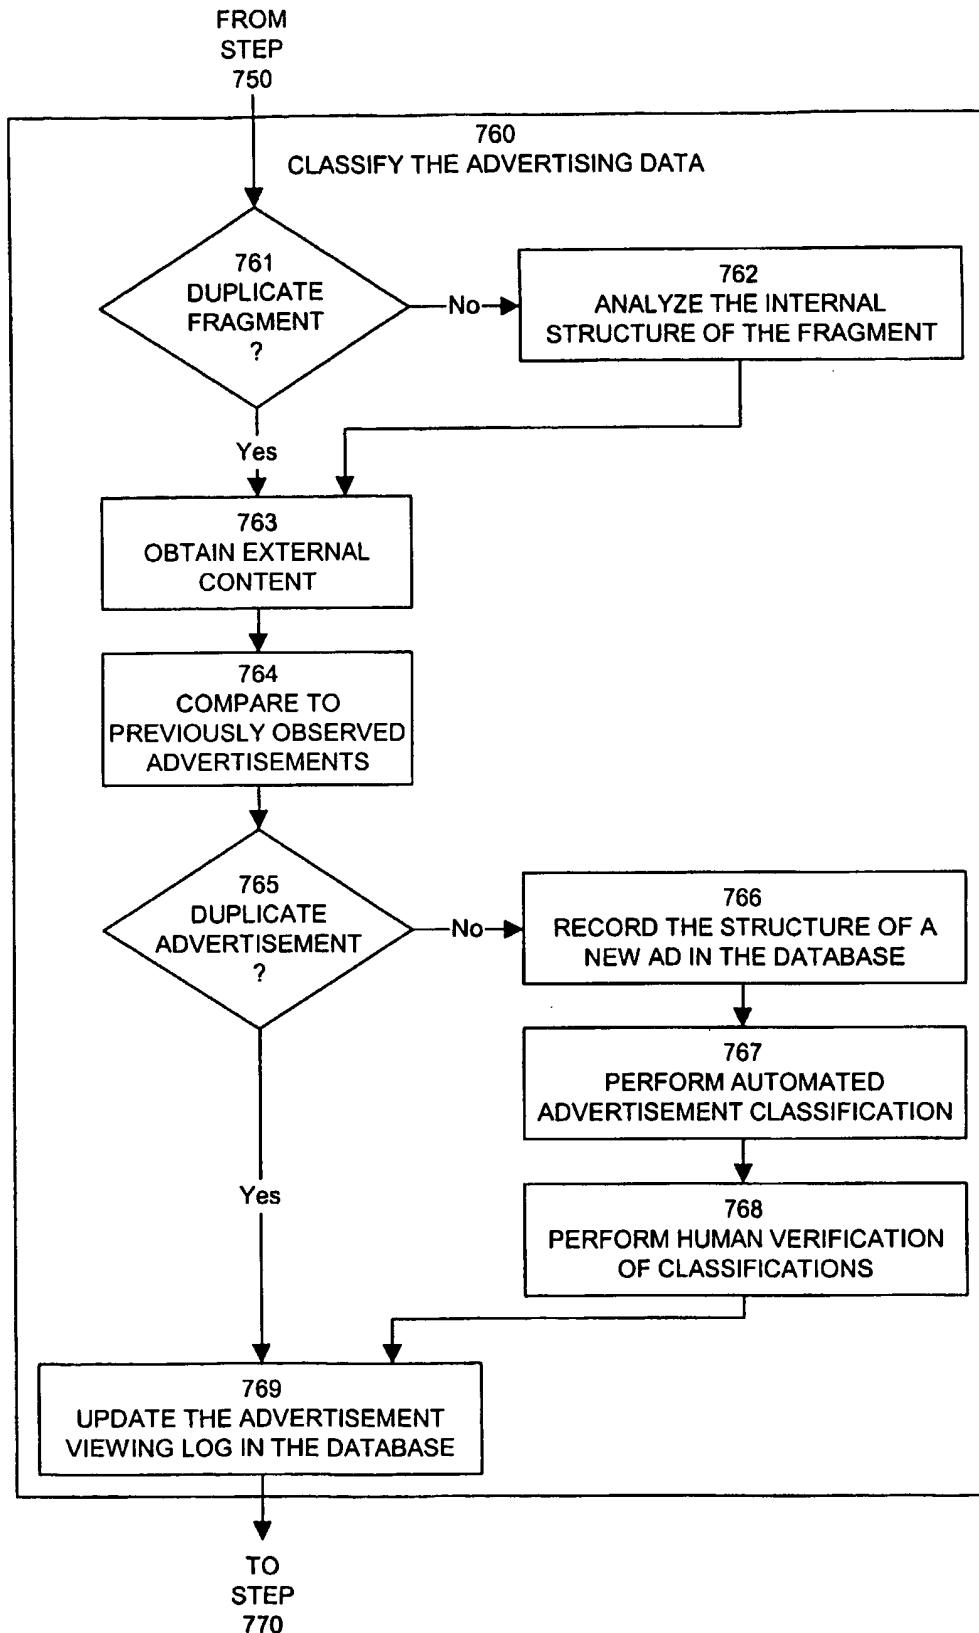 FROM
STEP
750
760
CLASSIFY THE ADVERTISING DATA
761
DUPLICATE
FRAGMENT
?
No
762
ANALYZE THE INTERNAL
STRUCTURE OF THE FRAGMENT
Yes
763
OBTAIN EXTERNAL
CONTENT
764
COMPARE TO
PREVIOUSLY OBSERVED
ADVERTISEMENTS
765
DUPLICATE
ADVERTISEMENT
?
No
766
RECORD THE STRUCTURE OF A
NEW AD IN THE DATABASE
767
PERFORM AUTOMATED
ADVERTISEMENT CLASSIFICATION
Yes
768
PERFORM HUMAN VERIFICATION
OF CLASSIFICATIONS
769
UPDATE THE ADVERTISEMENT
VIEWING LOG IN THE DATABASE
TO
STEP
770